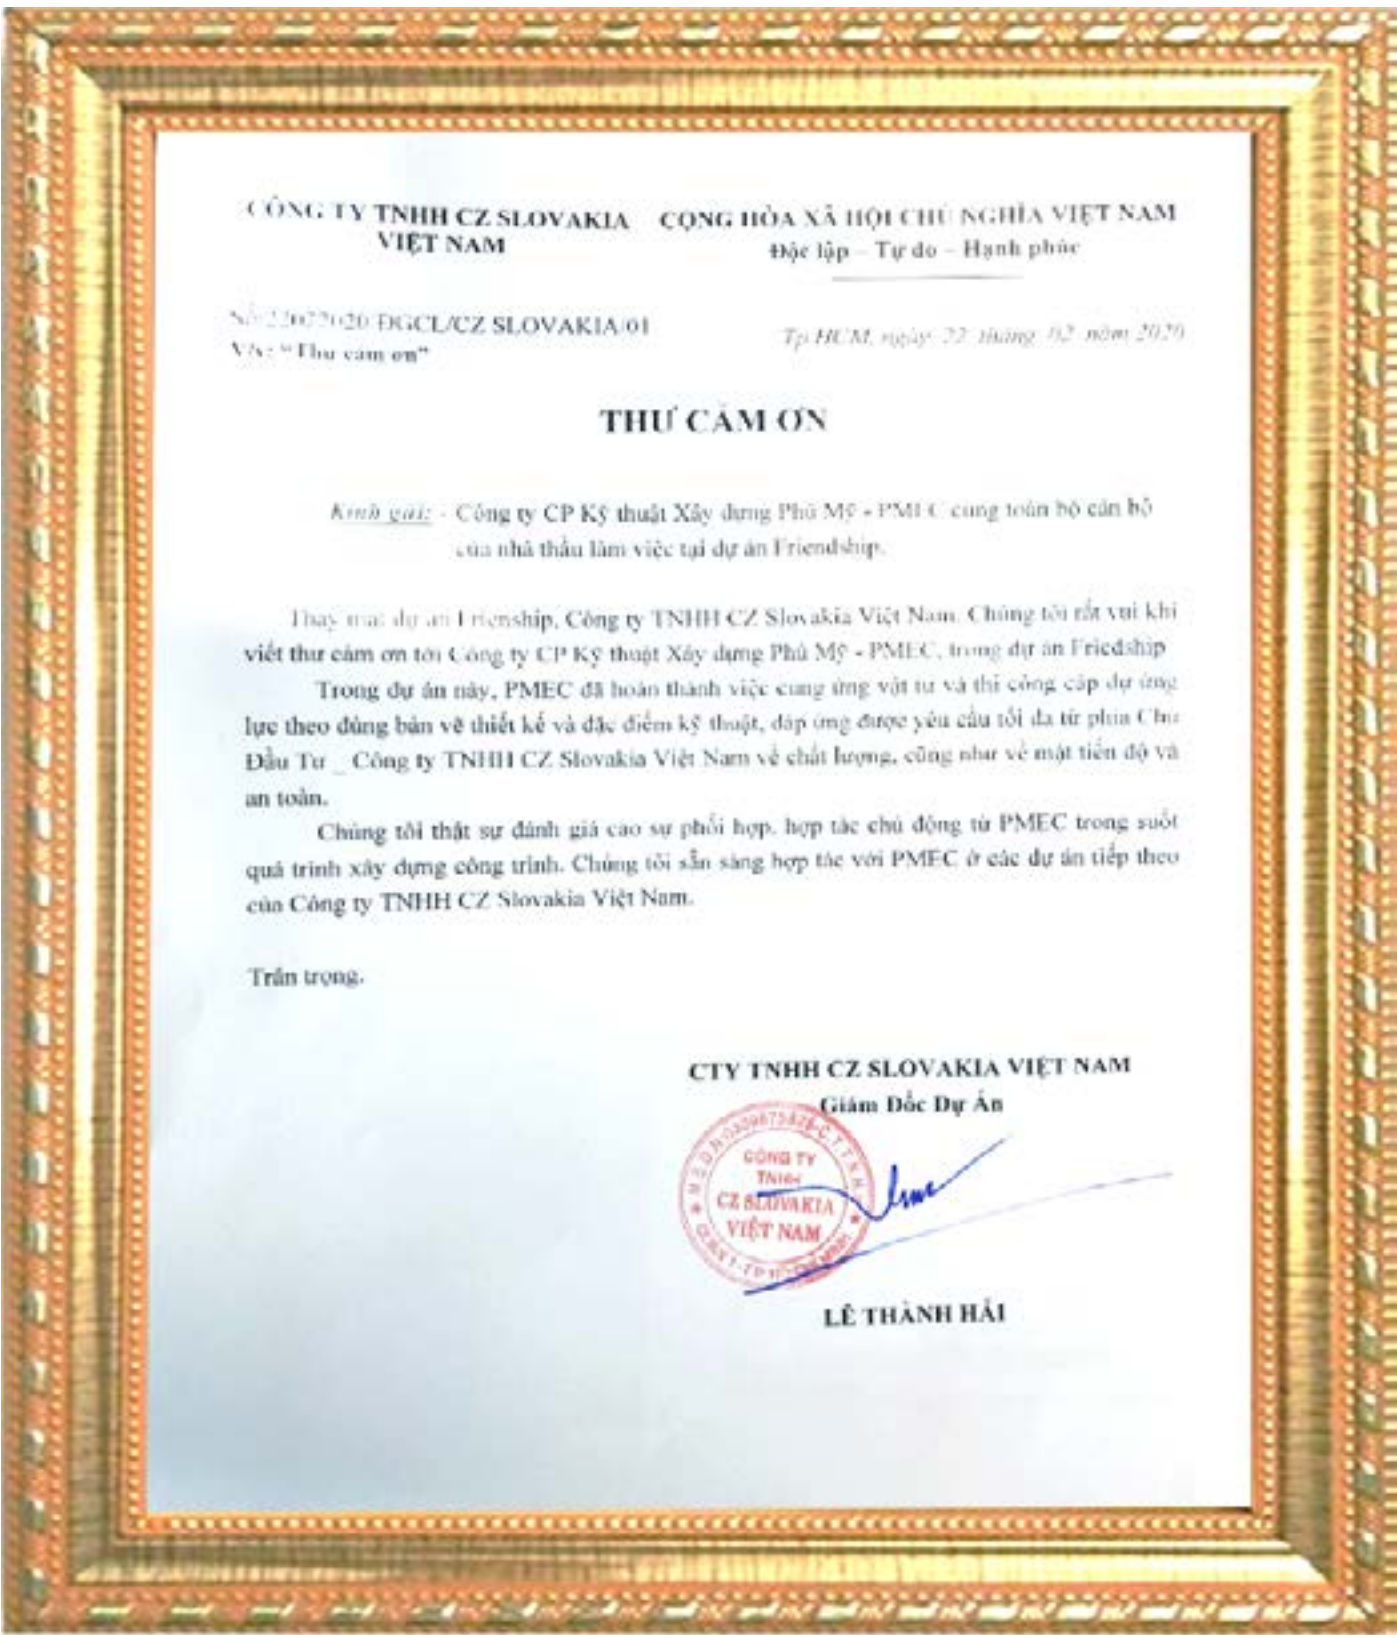 CÔNG TY TNHH CZ SLOVAKIA
VIỆT NAM
CỘNG HÒA XÃ HỘI CHỦ NGHĨA VIỆT NAM
Độc lập – Tự do – Hạnh phúc
Số:22022020/ĐGCL/CZ SLOVAKIA/01
V/v: “Thư cảm ơn”
Tp.HCM, ngày 22 tháng 02 năm 2020
THƯ CẢM ƠN
Kính gửi: - Công ty CP Kỹ thuật Xây dựng Phú Mỹ - PMEC cùng toàn bộ cán bộ
của nhà thầu làm việc tại dự án Friendship.
Thay mặt dự án Frienship, Công ty TNHH CZ Slovakia Việt Nam. Chúng tôi rất vui khi
viết thư cảm ơn tới Công ty CP Kỹ thuật Xây dựng Phú Mỹ - PMEC, trong dự án Friedship
Trong dự án này, PMEC đã hoàn thành việc cung ứng vật tư và thi công cáp dự ứng
lực theo đúng bản vẽ thiết kế và đặc điểm kỹ thuật, đáp ứng được yêu cầu tối đa từ phía Chủ
Đầu Tư _ Công ty TNHH CZ Slovakia Việt Nam về chất lượng, cũng như về mặt tiến độ và
an toàn.
Chúng tôi thật sự đánh giá cao sự phối hợp, hợp tác chủ động từ PMEC trong suốt
quá trình xây dựng công trình. Chúng tôi sẵn sàng hợp tác với PMEC ở các dự án tiếp theo
của Công ty TNHH CZ Slovakia Việt Nam.
Trân trọng.
CTY TNHH CZ SLOVAKIA VIỆT NAM
Giám Đốc Dự Án
CÔNG TY
TNHH
CZ SLOVAKIA
VIỆT NAM
LÊ THÀNH HẢI